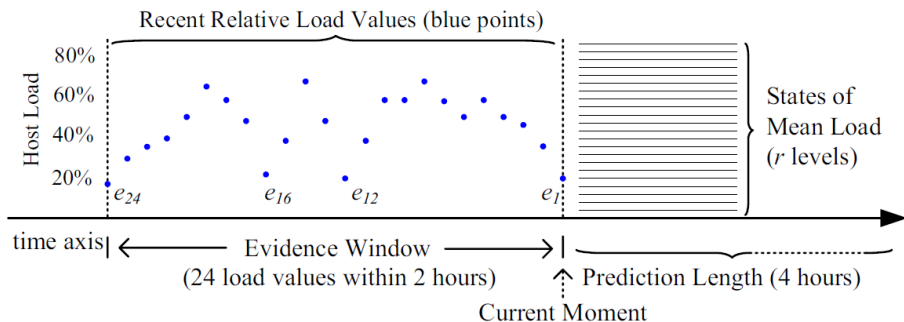 Recent Relative Load Values (blue points)
Host Load
80%
60%
40%
20%
e24
e16
e12
e1
States of
Mean Load
(r levels)
time axis
Evidence Window
(24 load values within 2 hours)
Prediction Length (4 hours)
Current Moment